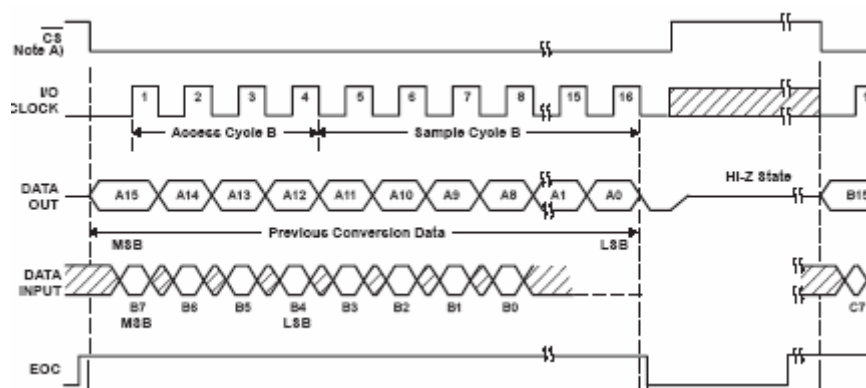 CS
Note A)
I/O
CLOCK
1 2 3 4 5 6 7 8 15 16 1
Access Cycle B Sample Cycle B
DATA
OUT
A15 A14 A13 A12 A11 A10 A9 A8 A1 A0 HI-Z State B15
Previous Conversion Data
MSB LSB
DATA
INPUT
B7 B6 B5 B4 B3 B2 B1 B0 C7
MSB LSB
EOC